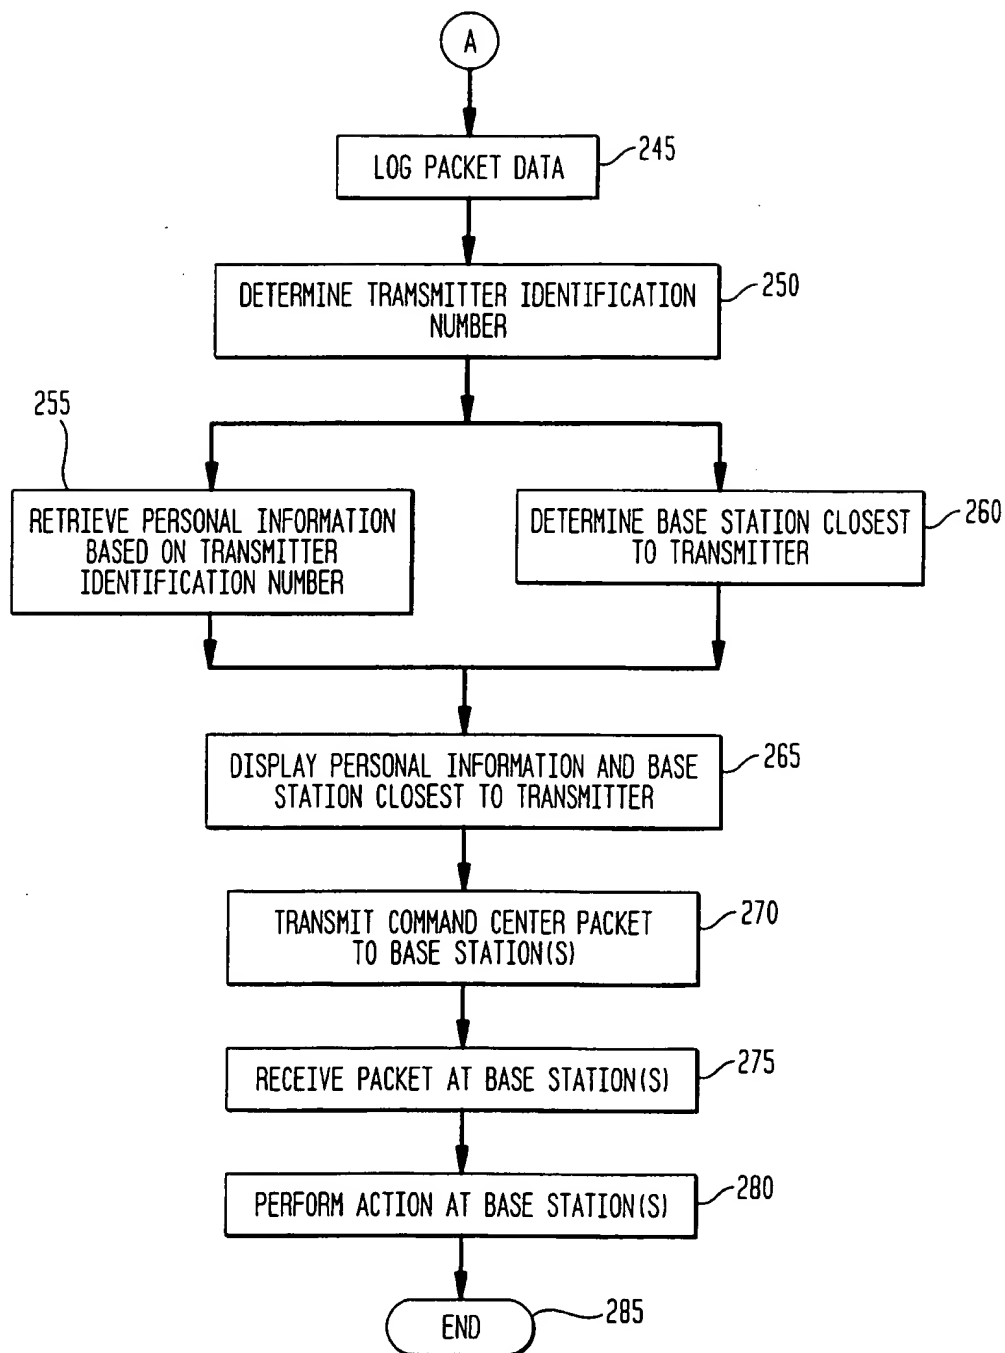 A
LOG PACKET DATA
245
DETERMINE TRAMSMITTER IDENTIFICATION
NUMBER
250
255
RETRIEVE PERSONAL INFORMATION
BASED ON TRANSMITTER
IDENTIFICATION NUMBER
DETERMINE BASE STATION CLOSEST
TO TRANSMITTER
260
DISPLAY PERSONAL INFORMATION AND BASE
STATION CLOSEST TO TRANSMITTER
265
TRANSMIT COMMAND CENTER PACKET
TO BASE STATION(S)
270
RECEIVE PACKET AT BASE STATION(S)
275
PERFORM ACTION AT BASE STATION(S)
280
END
285